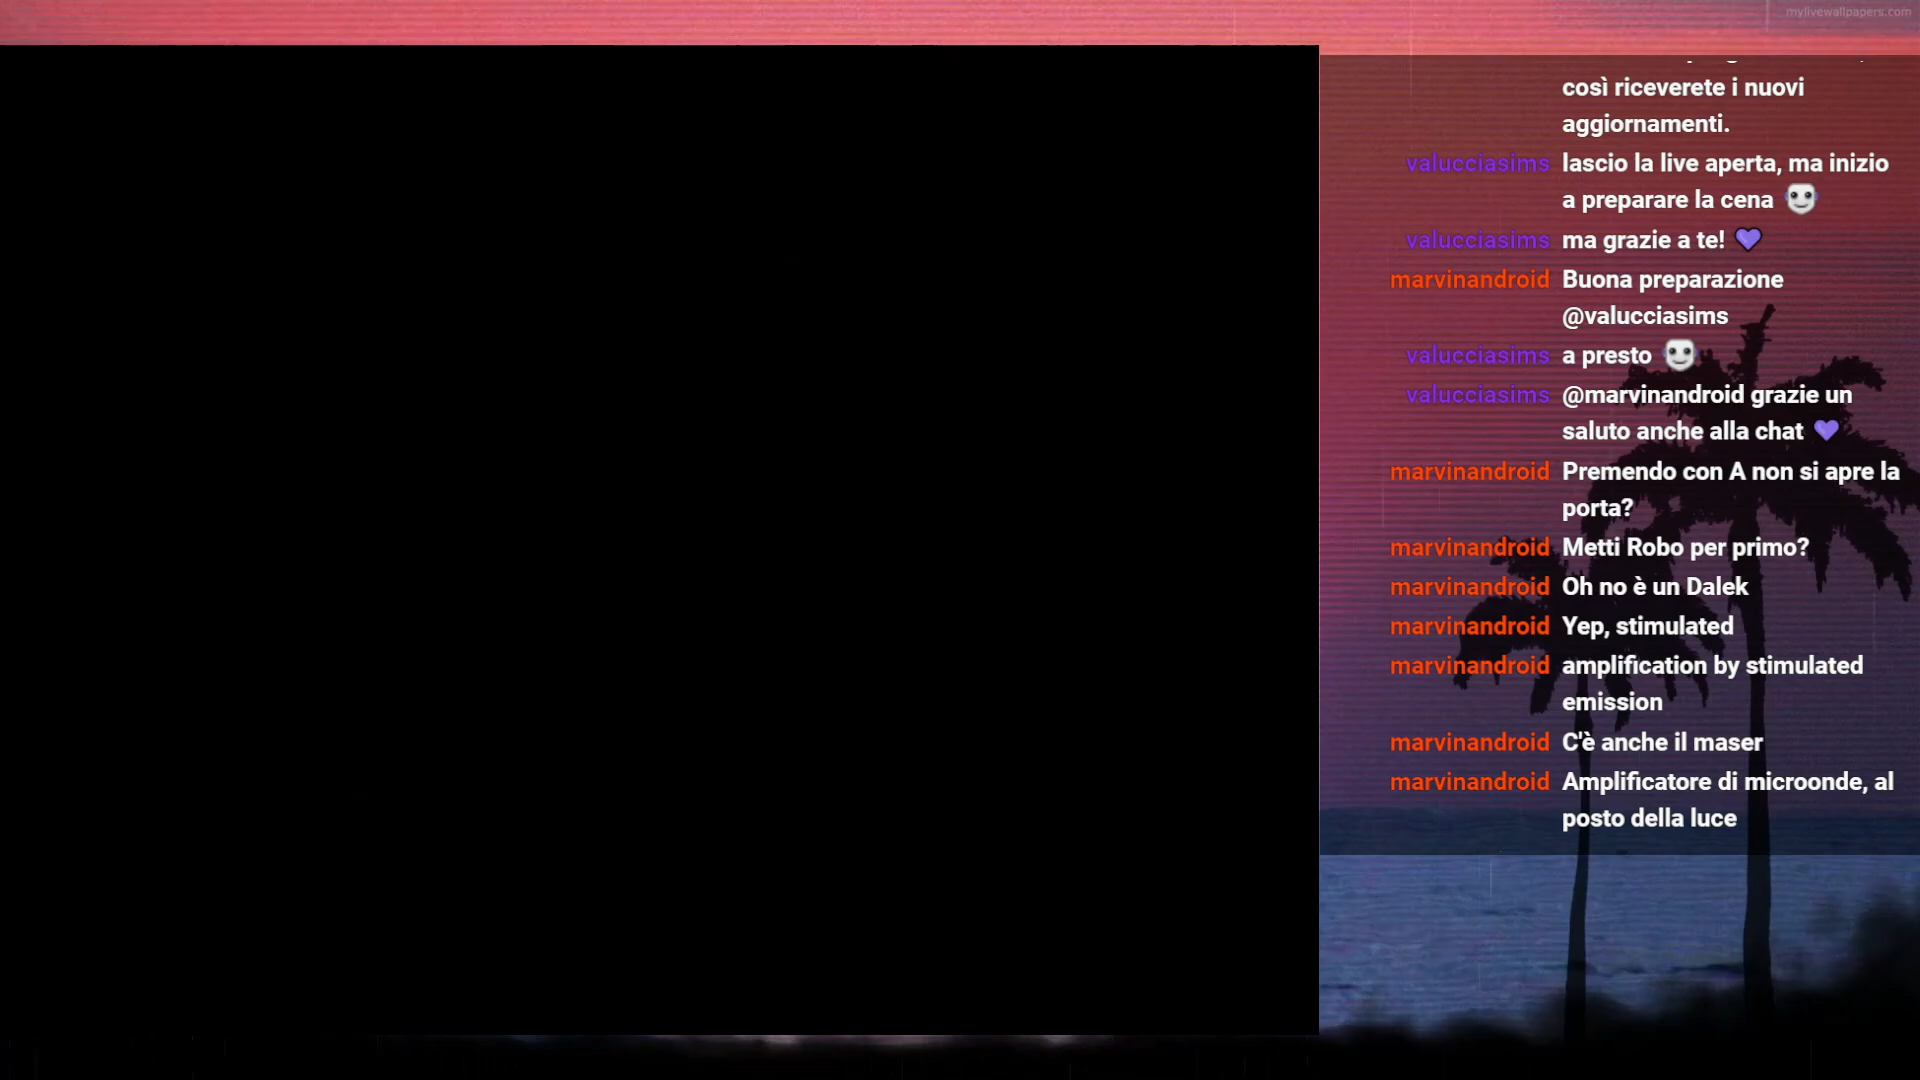 mylivewallpapers.com
così riceverete i nuovi
aggiornamenti.
valucciasims lascio la live aperta, ma inizio
a preparare la cena
valucciasims ma grazie a te!
marvinandroid Buona preparazione
@valucciasims
valucciasims a presto
valucciasims @marvinandroid grazie un
saluto anche alla chat
marvinandroid Premendo con A non si apre la
porta?
marvinandroid Metti Robo per primo?
marvinandroid Oh no è un Dalek
marvinandroid Yep, stimulated
marvinandroid amplification by stimulated
emission
marvinandroid C'è anche il maser
marvinandroid Amplificatore di microonde, al
posto della luce